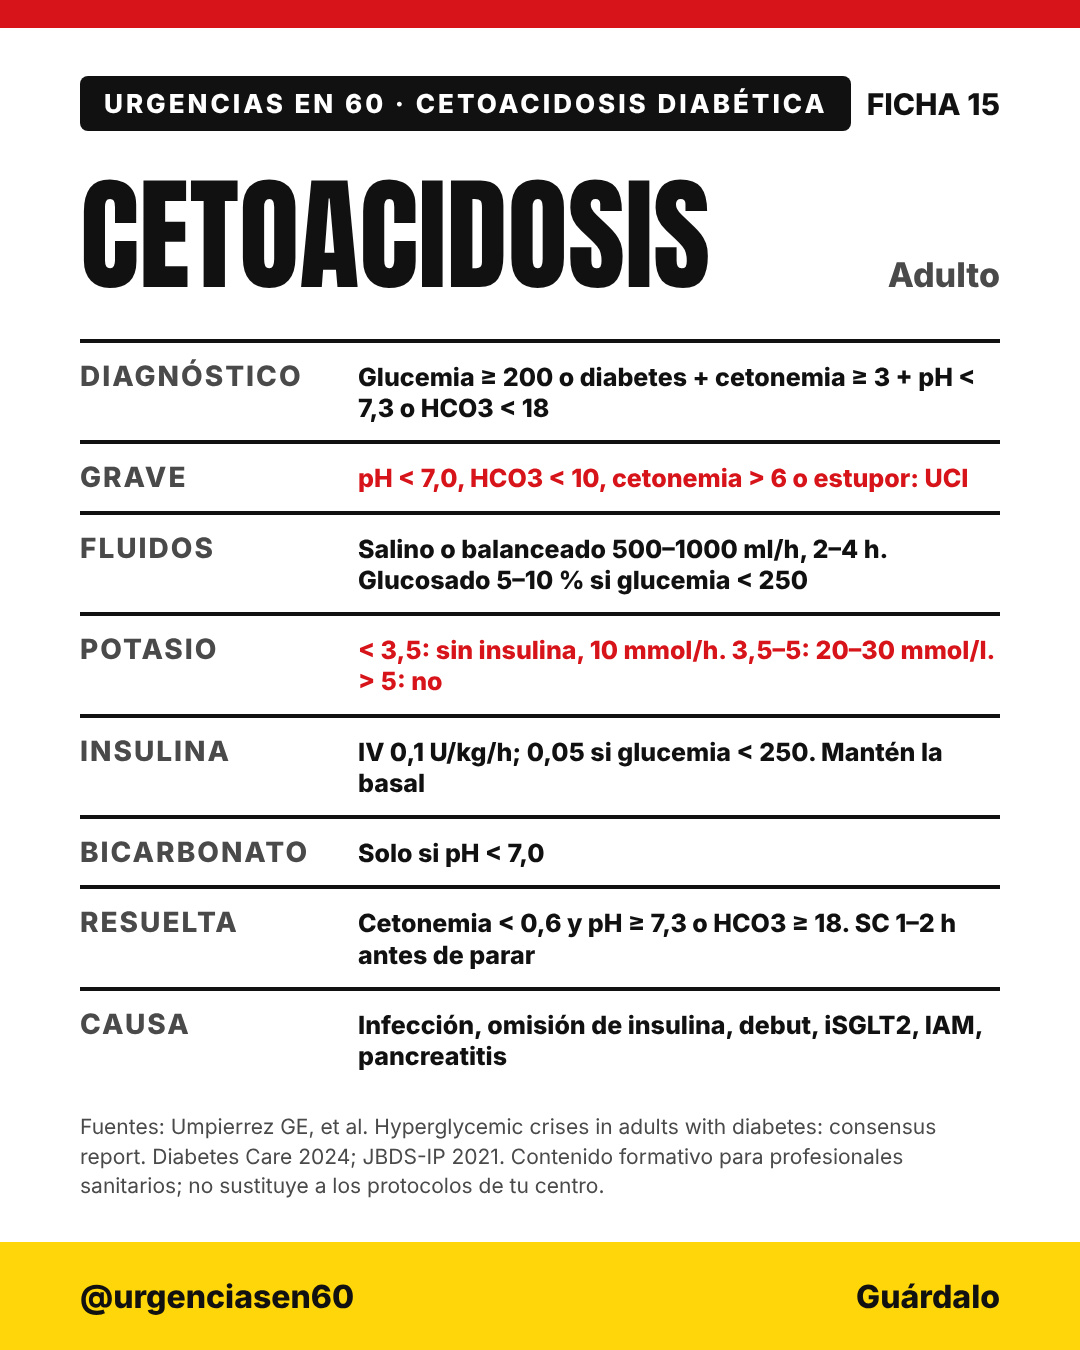 URGENCIAS EN 60 · CETOACIDOSIS DIABÉTICA
FICHA 15
CETOACIDOSIS
Adulto
DIAGNÓSTICO
Glucemia ≥ 200 o diabetes + cetonemia ≥ 3 + pH <
7,3 o HCO3 < 18
GRAVE
pH < 7,0, HCO3 < 10, cetonemia > 6 o estupor: UCI
FLUIDOS
Salino o balanceado 500–1000 ml/h, 2–4 h.
Glucosado 5–10 % si glucemia < 250
POTASIO
< 3,5: sin insulina, 10 mmol/h. 3,5–5: 20–30 mmol/l.
> 5: no
INSULINA
IV 0,1 U/kg/h; 0,05 si glucemia < 250. Mantén la
basal
BICARBONATO
Solo si pH < 7,0
RESUELTA
Cetonemia < 0,6 y pH ≥ 7,3 o HCO3 ≥ 18. SC 1–2 h
antes de parar
CAUSA
Infección, omisión de insulina, debut, iSGLT2, IAM,
pancreatitis
Fuentes: Umpierrez GE, et al. Hyperglycemic crises in adults with diabetes: consensus
report. Diabetes Care 2024; JBDS-IP 2021. Contenido formativo para profesionales
sanitarios; no sustituye a los protocolos de tu centro.
@urgenciasen60
Guárdalo